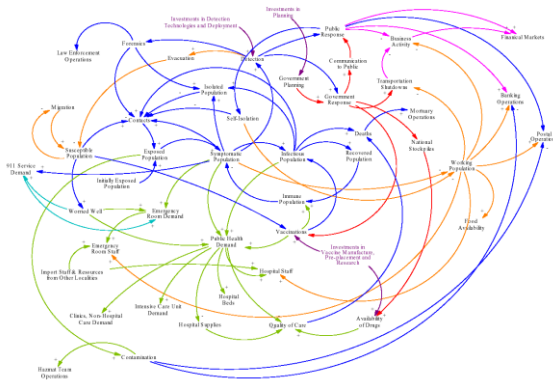 Investments in Detection
Technologies and Deployment
Investments in
Planning
Public
Response
Business
Activity
Financial Markets
Forensics
Law Enforcement
Operations
Evacuation
Detection
Communication
to Public
Government
Planning
Transportation
Shutdowns
Isolated
Population
Government
Response
Banking
Operations
Migration
Self-Isolation
Mortuary Operations
Contacts
Deaths
Postal
Operations
National
Stockpiles
Susceptible
Population
Exposed
Population
Symptomatic
Population
Infectious
Population
Recovered
Population
Working
Population
911 Service
Demand
Initially Exposed
Population
Immune
Population
Worried Well
Emergency
Room Demand
Food
Availability
Vaccinations
Public Health
Demand
Emergency
Room Staff
Investments in
Vaccine Manufaction,
Pre-placement and
Research
Import Staff & Resources
from Other Localities
Hospital Staff
Hospital
Beds
Intensive Care Unit
Demand
Clinics, Non-Hospital
Care Demand
Hospital Supplies
Quality of Care
Availability
of Drugs
Contamination
Hazmat Team
Operations